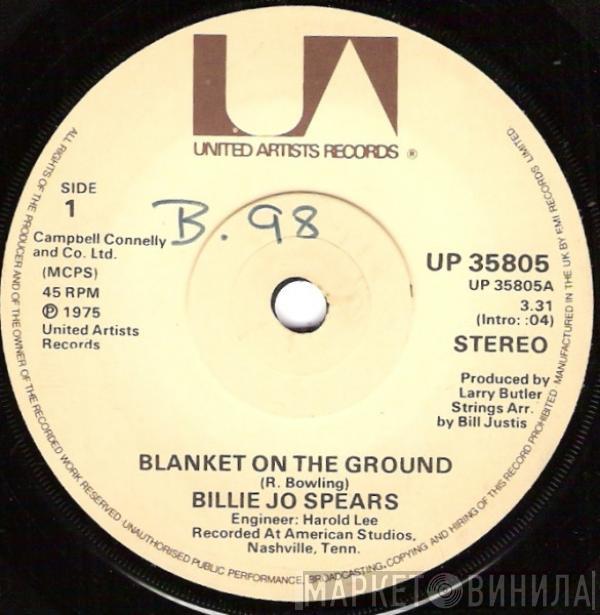 UA
UNITED ARTISTS RECORDS ®
SIDE
1
B. 98
Campbell Connelly
and Co. Ltd.
(MCPS)
45 RPM
℗ 1975
United Artists
Records
UP 35805
UP 35805A
3.31
(Intro: :04)
STEREO
Produced by
Larry Butler
Strings Arr.
by Bill Justis
BLANKET ON THE GROUND
(R. Bowling)
BILLIE JO SPEARS
Engineer: Harold Lee
Recorded At American Studios,
Nashville, Tenn.
ALL RIGHTS OF THE PRODUCER AND OF THE OWNER OF THE RECORDED WORK RESERVED. UNAUTHORISED PUBLIC PERFORMANCE, BROADCASTING, COPYING AND HIRING OF THIS RECORD PROHIBITED. MANUFACTURED IN THE UK BY EMI RECORDS LIMITED.
МАРКЕТ ВИНИЛА